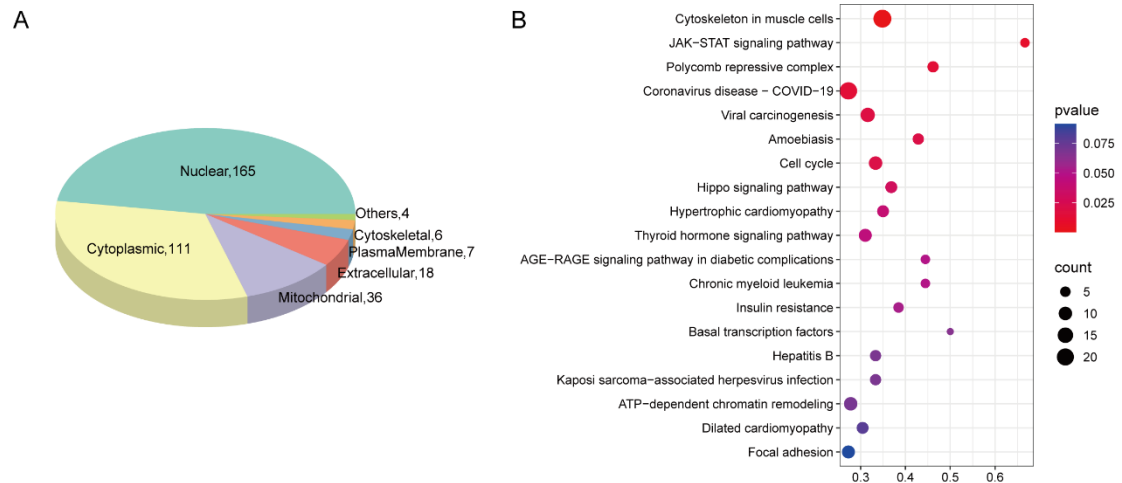 A
Nuclear,165
Others,4
Cytoskeletal,6
Cytoplasmic,111
PlasmaMembrane,7
Extracellular,18
Mitochondrial,36
B
Cytoskeleton in muscle cells
JAK−STAT signaling pathway
Polycomb repressive complex
Coronavirus disease − COVID−19
Viral carcinogenesis
Amoebiasis
Cell cycle
Hippo signaling pathway
Hypertrophic cardiomyopathy
Thyroid hormone signaling pathway
AGE−RAGE signaling pathway in diabetic complications
Chronic myeloid leukemia
Insulin resistance
Basal transcription factors
Hepatitis B
Kaposi sarcoma−associated herpesvirus infection
ATP−dependent chromatin remodeling
Dilated cardiomyopathy
Focal adhesion
0.3 0.4 0.5 0.6
pvalue
0.075
0.050
0.025
count
5
10
15
20